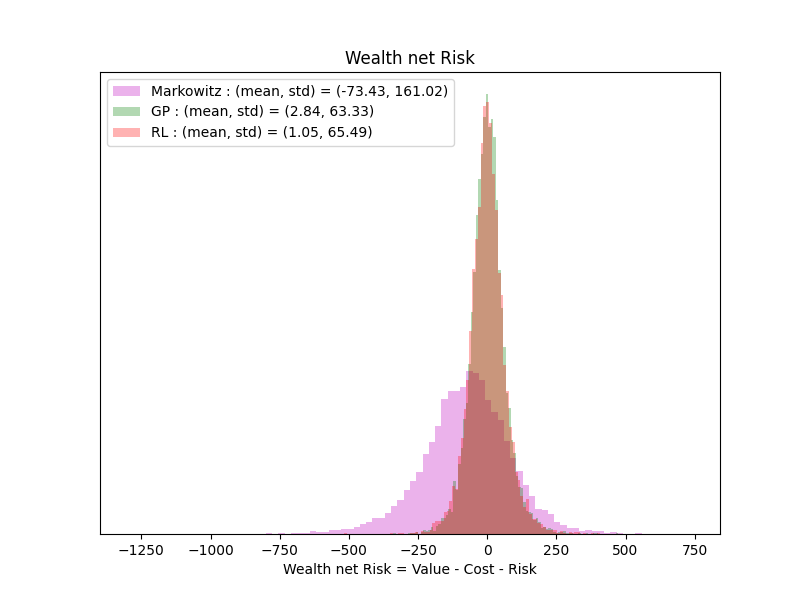 Wealth net Risk
Markowitz : (mean, std) = (-73.43, 161.02)
GP : (mean, std) = (2.84, 63.33)
RL : (mean, std) = (1.05, 65.49)
−1250 −1000 −750 −500 −250 0 250 500 750
Wealth net Risk = Value - Cost - Risk